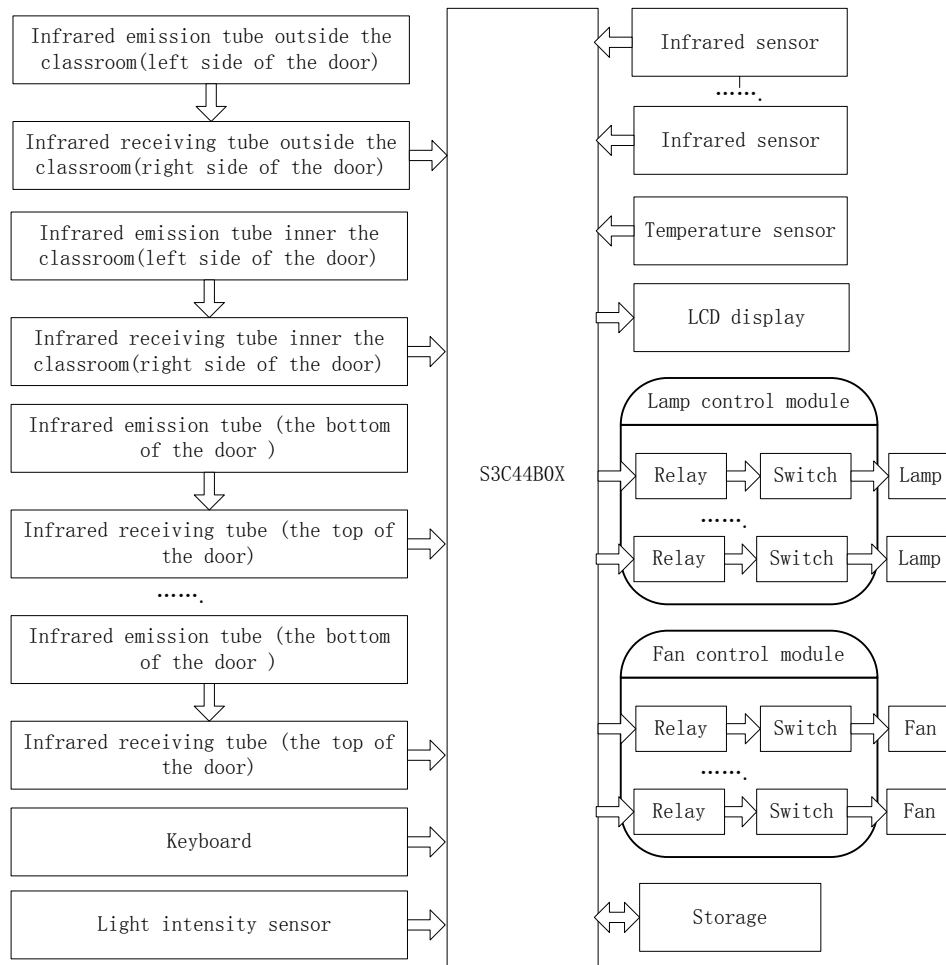 Infrared emission tube outside the
classroom(left side of the door)
Infrared receiving tube outside the
classroom(right side of the door)
Infrared emission tube inner the
classroom(left side of the door)
Infrared receiving tube inner the
classroom(right side of the door)
Infrared emission tube (the bottom
of the door )
Infrared receiving tube (the top of
the door)
…….
Infrared emission tube (the bottom
of the door )
Infrared receiving tube (the top of
the door)
Keyboard
Light intensity sensor
S3C44B0X
Infrared sensor
…….
Infrared sensor
Temperature sensor
LCD display
Lamp control module
Relay
Switch
Lamp
…….
Relay
Switch
Lamp
Fan control module
Relay
Switch
Fan
…….
Relay
Switch
Fan
Storage